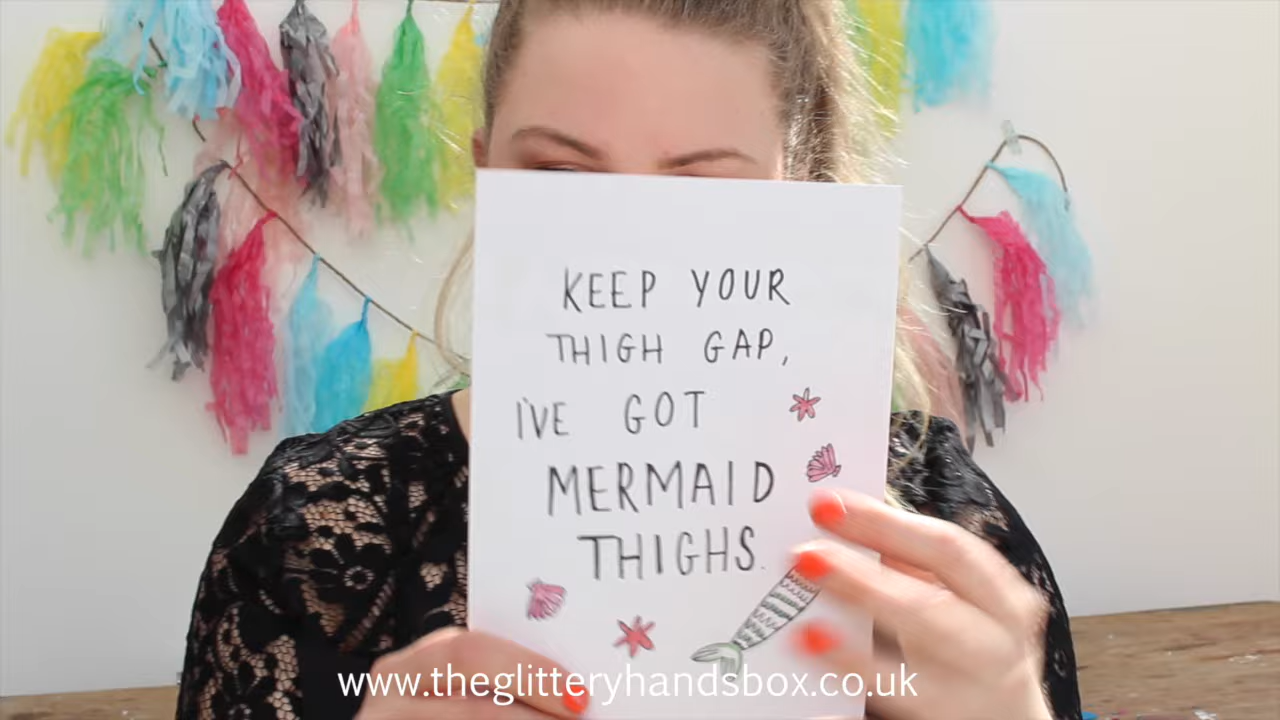 KEEP YOUR
THIGH GAP,
I'VE GOT
MERMAID
THIGHS.
www.theglitteryhandsbox.co.uk